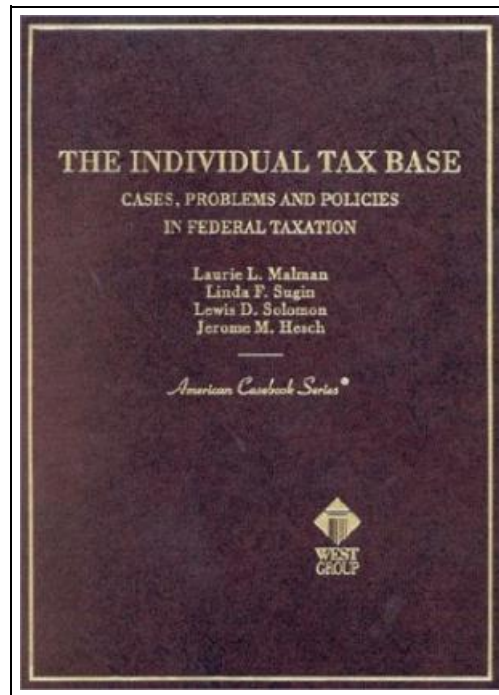 THE INDIVIDUAL TAX BASE
CASES, PROBLEMS AND POLICIES
IN FEDERAL TAXATION
Laurie L. Malman
Linda F. Sugin
Lewis D. Solomon
Jerome M. Hesch
American Casebook Series®
WEST
GROUP